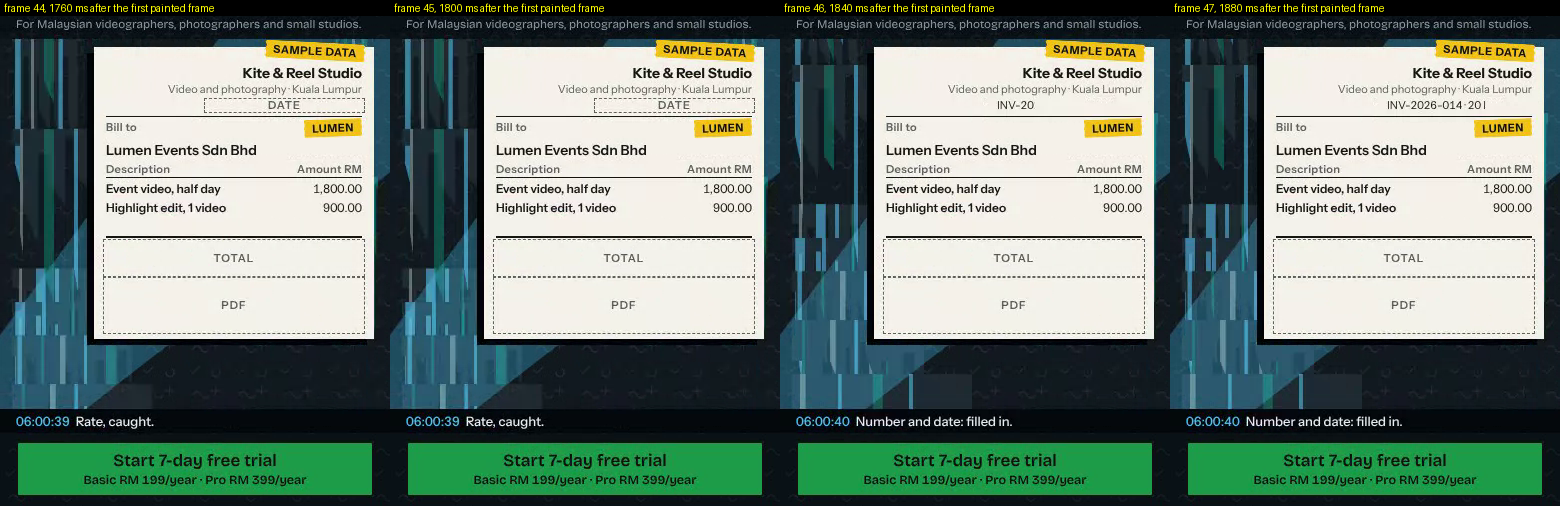 frame 44, 1760 ms after the first painted frame
For Malaysian videographers, photographers and small studios.
SAMPLE DATA
Kite & Reel Studio
Video and photography · Kuala Lumpur
DATE
Bill to
LUMEN
Lumen Events Sdn Bhd
Description Amount RM
Event video, half day 1,800.00
Highlight edit, 1 video 900.00
TOTAL
PDF
06:00:39 Rate, caught.
Start 7-day free trial
Basic RM 199/year · Pro RM 399/year
frame 45, 1800 ms after the first painted frame
For Malaysian videographers, photographers and small studios.
SAMPLE DATA
Kite & Reel Studio
Video and photography · Kuala Lumpur
DATE
Bill to
LUMEN
Lumen Events Sdn Bhd
Description Amount RM
Event video, half day 1,800.00
Highlight edit, 1 video 900.00
TOTAL
PDF
06:00:39 Rate, caught.
Start 7-day free trial
Basic RM 199/year · Pro RM 399/year
frame 46, 1840 ms after the first painted frame
For Malaysian videographers, photographers and small studios.
SAMPLE DATA
Kite & Reel Studio
Video and photography · Kuala Lumpur
INV-20
Bill to
LUMEN
Lumen Events Sdn Bhd
Description Amount RM
Event video, half day 1,800.00
Highlight edit, 1 video 900.00
TOTAL
PDF
06:00:40 Number and date: filled in.
Start 7-day free trial
Basic RM 199/year · Pro RM 399/year
frame 47, 1880 ms after the first painted frame
For Malaysian videographers, photographers and small studios.
SAMPLE DATA
Kite & Reel Studio
Video and photography · Kuala Lumpur
INV-2026-014 · 20
Bill to
LUMEN
Lumen Events Sdn Bhd
Description Amount RM
Event video, half day 1,800.00
Highlight edit, 1 video 900.00
TOTAL
PDF
06:00:40 Number and date: filled in.
Start 7-day free trial
Basic RM 199/year · Pro RM 399/year